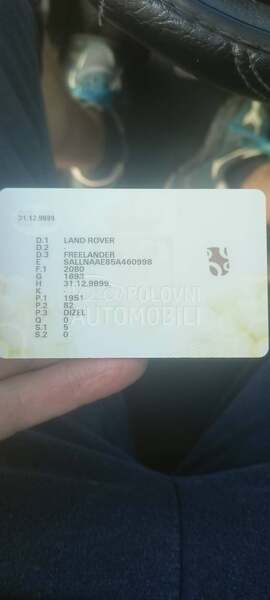 31.12.9999
D.1 LAND ROVER
D.2 -
D.3 FREELANDER
E SALLNAAE85A460998
F.1 2080
G 1693
H 31.12.9999
K
P.1 1951
P.2 82
P.3 DIZEL
Q 0
S.1 5
S.2 0
POLOVNI
AUTOMOBILI